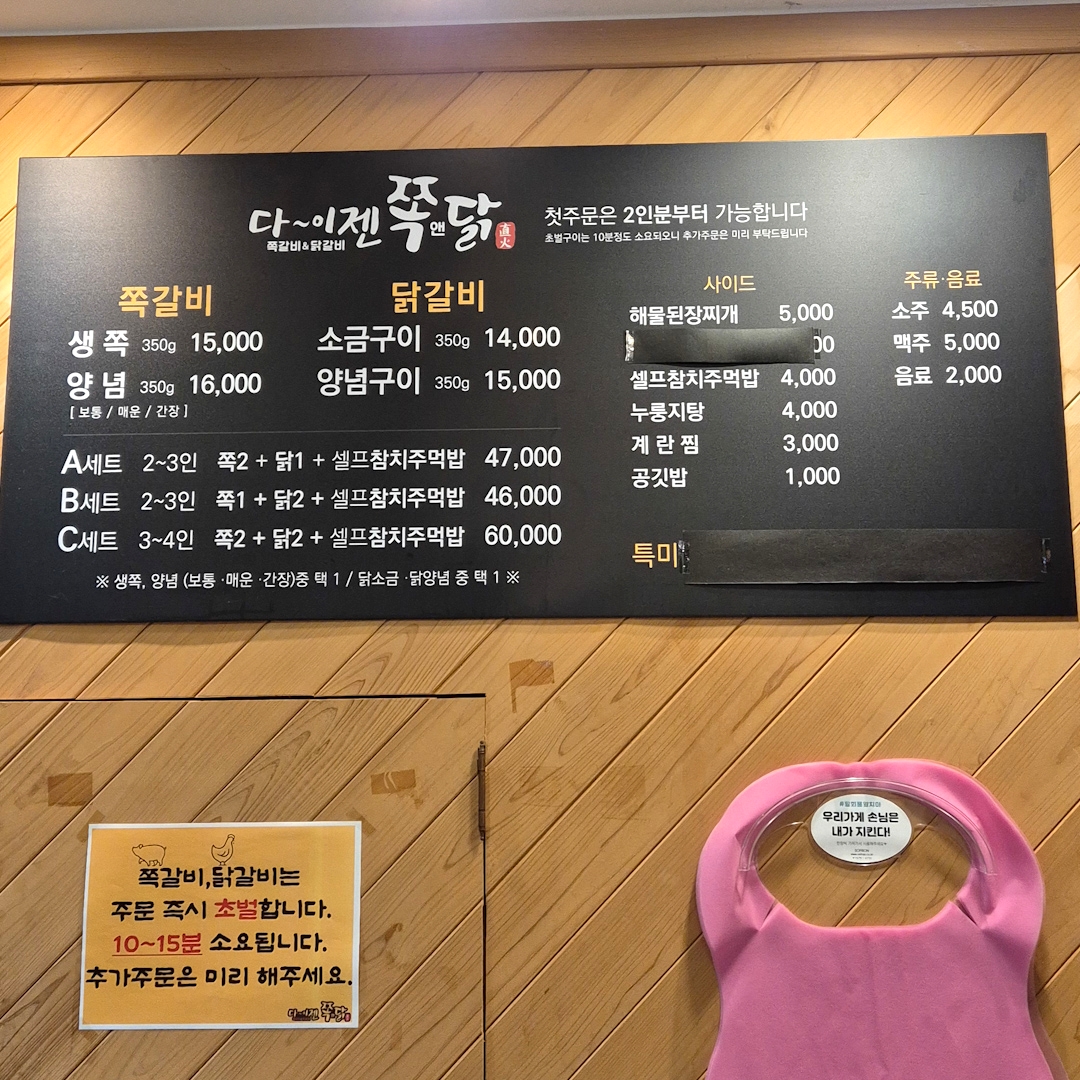 다~이젠 쪽앤닭
쪽갈비&닭갈비
直火
첫주문은 2인분부터 가능합니다
초벌구이는 10분정도 소요되오니 추가주문은 미리 부탁드립니다
쪽갈비
생 쪽 350g 15,000
양 념 350g 16,000
[ 보통 / 매운 / 간장 ]
닭갈비
소금구이 350g 14,000
양념구이 350g 15,000
A세트 2~3인 쪽2 + 닭1 + 셀프참치주먹밥 47,000
B세트 2~3인 쪽1 + 닭2 + 셀프참치주먹밥 46,000
C세트 3~4인 쪽2 + 닭2 + 셀프참치주먹밥 60,000
※ 생쪽, 양념 (보통 ·매운 ·간장)중 택 1 / 닭소금 ·닭양념 중 택 1 ※
사이드
해물된장찌개 5,000
00
셀프참치주먹밥 4,000
누룽지탕 4,000
계 란 찜 3,000
공깃밥 1,000
주류·음료
소주 4,500
맥주 5,000
음료 2,000
특미
쪽갈비,닭갈비는
주문 즉시 초벌합니다.
10~15분 소요됩니다.
추가주문은 미리 해주세요.
다~이젠 쪽앤닭
우리가게 손님은
내가 지킨다!